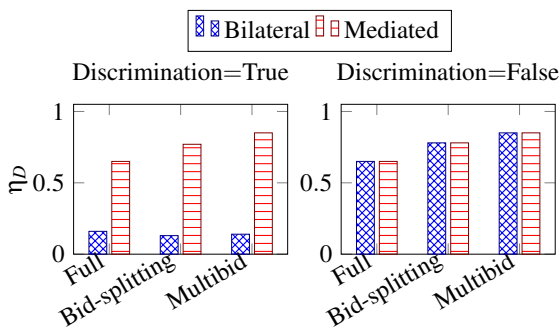 Bilateral Mediated
Discrimination=True
Discrimination=False
η_D
1
0.5
0
Full
Bid-splitting
Multibid
1
0.5
0
Full
Bid-splitting
Multibid